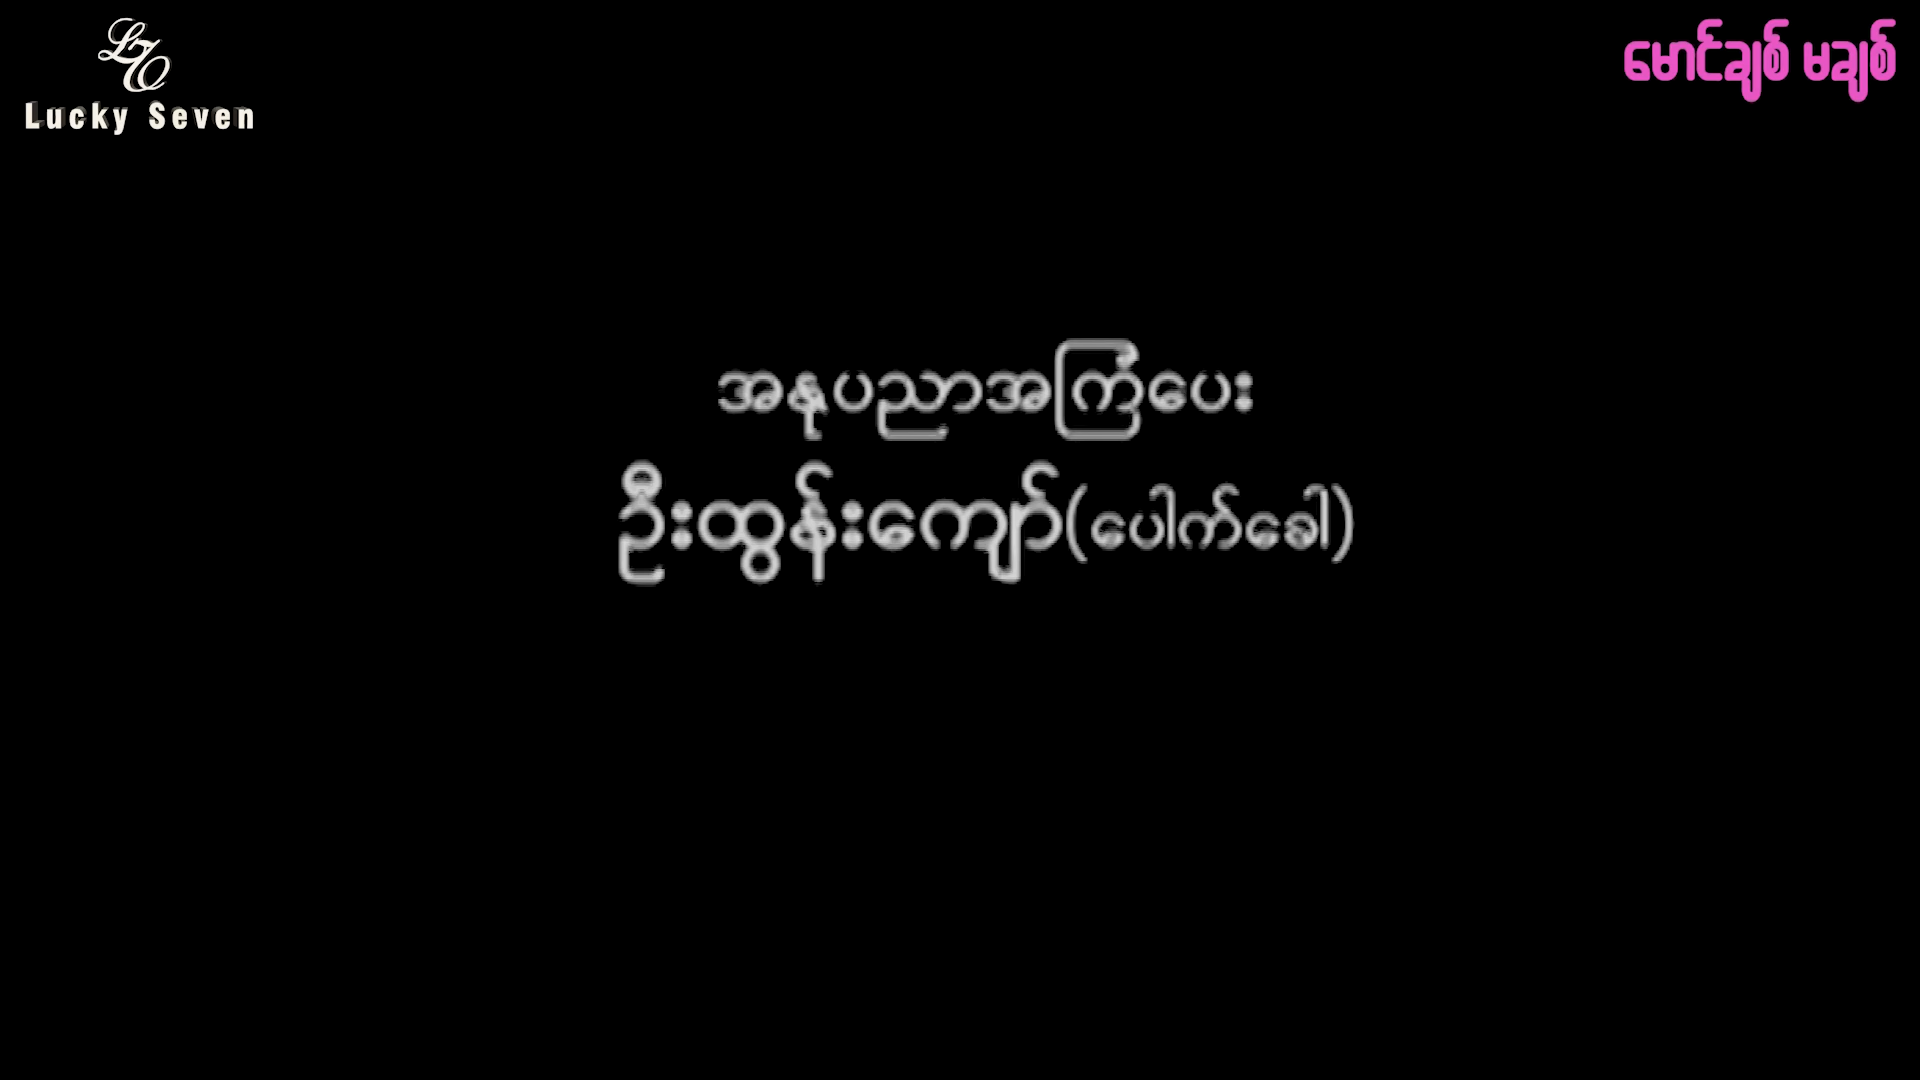 L7
Lucky Seven
မောင်ချစ် မချစ်
အနုပညာအကြံပေး
ဦးထွန်းကျော်(ပေါက်ခေါ)